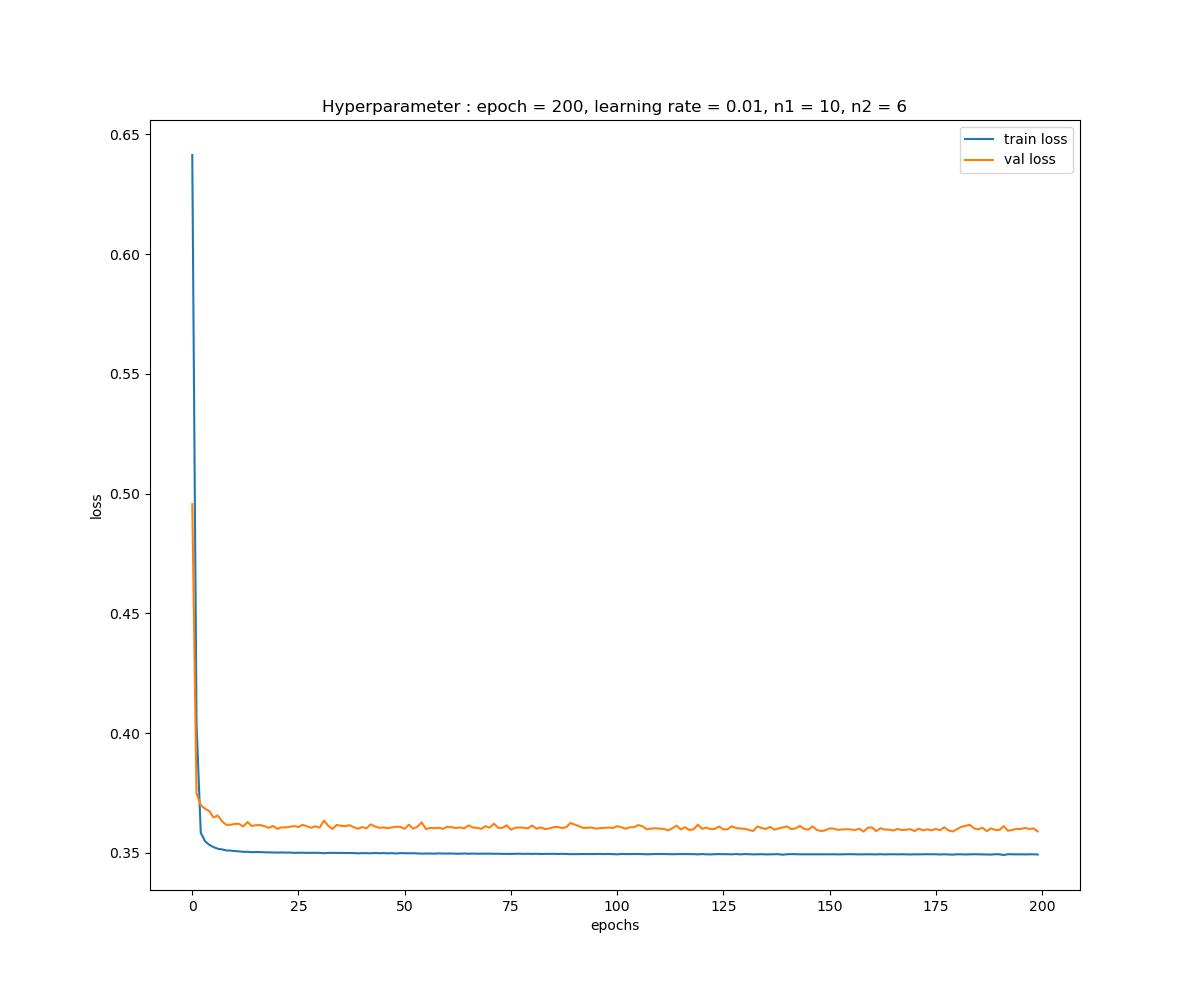 Hyperparameter : epoch = 200, learning rate = 0.01, n1 = 10, n2 = 6
train loss
val loss
0.65
0.60
0.55
0.50
0.45
0.40
0.35
loss
0 25 50 75 100 125 150 175 200
epochs